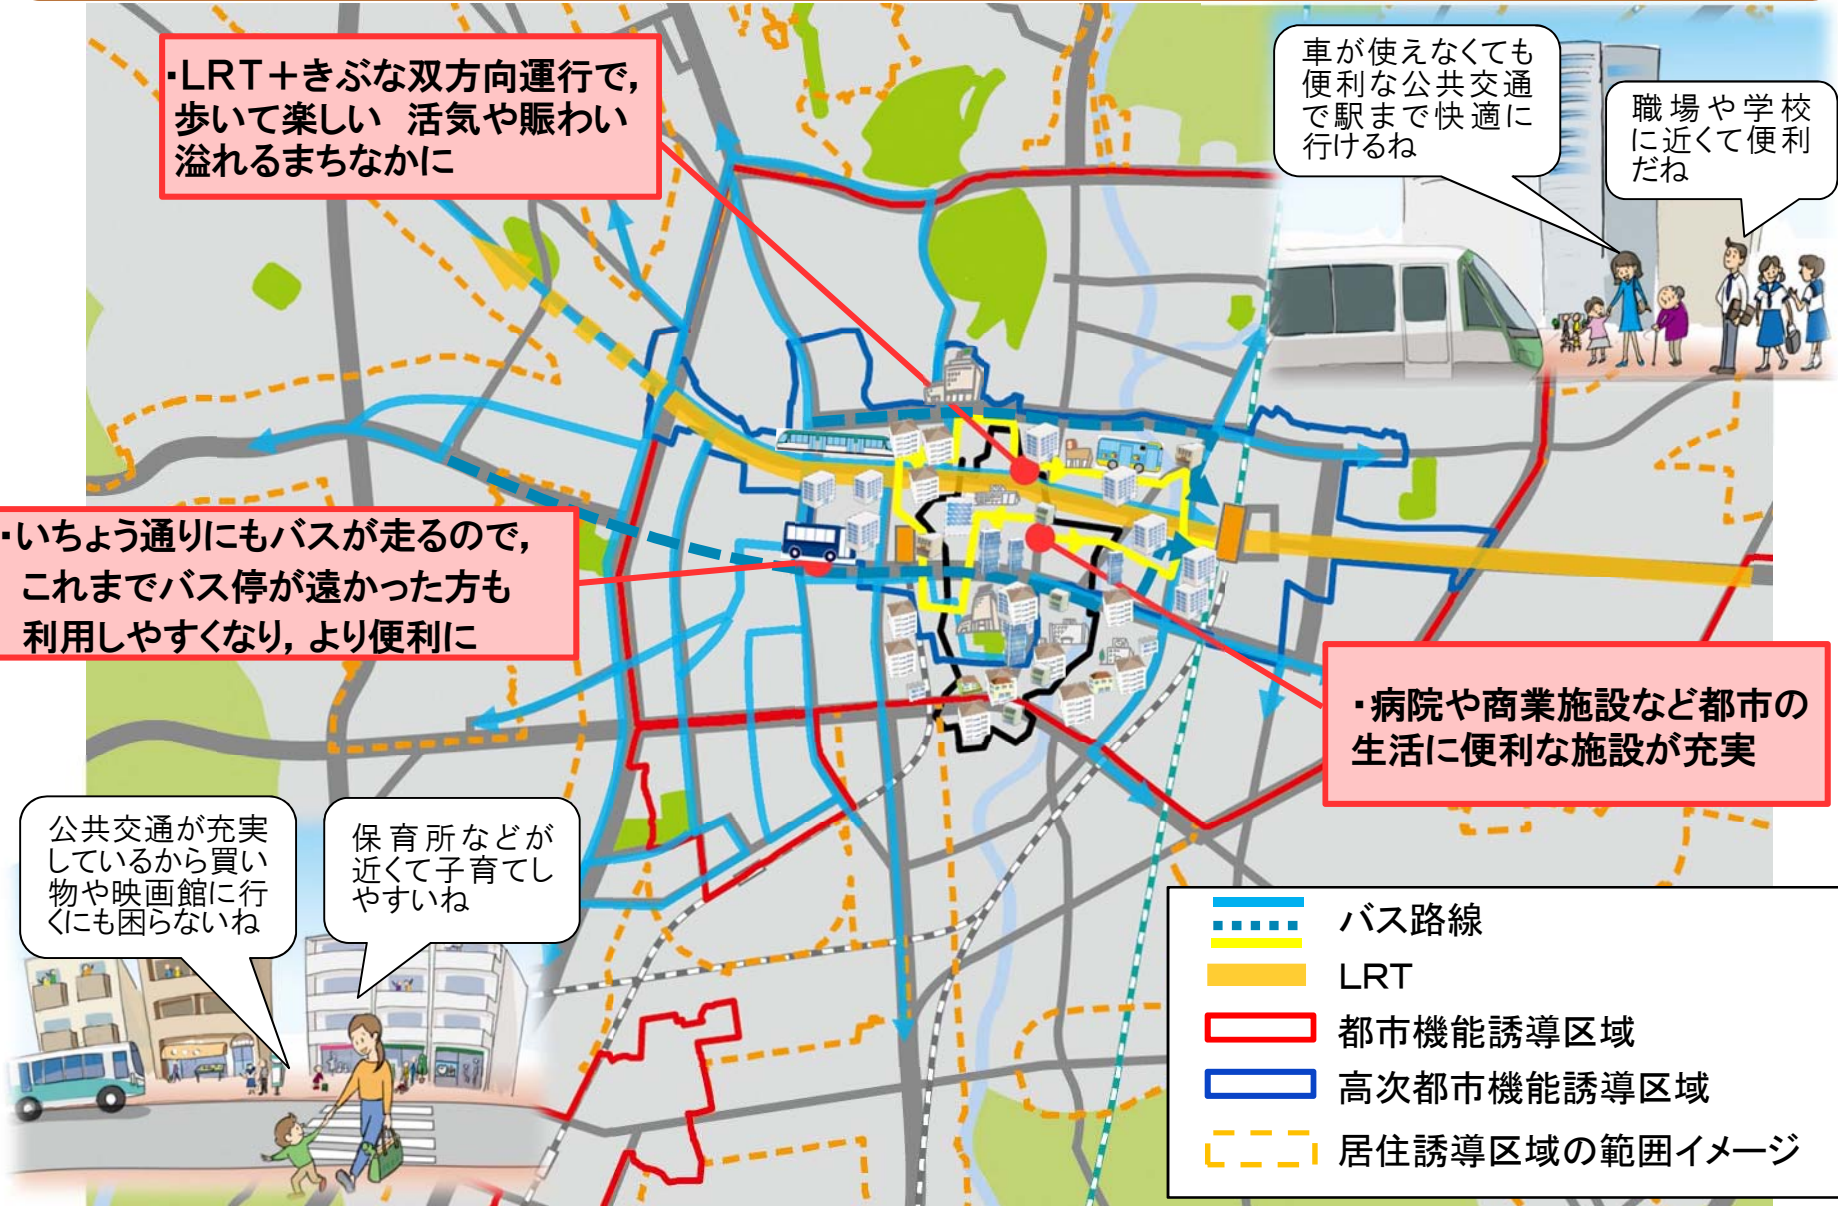 ・LRT＋きぶな双方向運行で，
歩いて楽しい　活気や賑わい
溢れるまちなかに
車が使えなくても
便利な公共交通
で駅まで快適に
行けるね
職場や学校
に近くて便利
だね
・いちょう通りにもバスが走るので，
これまでバス停が遠かった方も
利用しやすくなり，より便利に
・病院や商業施設など都市の
生活に便利な施設が充実
公共交通が充実
しているから買い
物や映画館に行
くにも困らないね
保育所などが
近くて子育てし
やすいね
バス路線
LRT
都市機能誘導区域
高次都市機能誘導区域
居住誘導区域の範囲イメージ